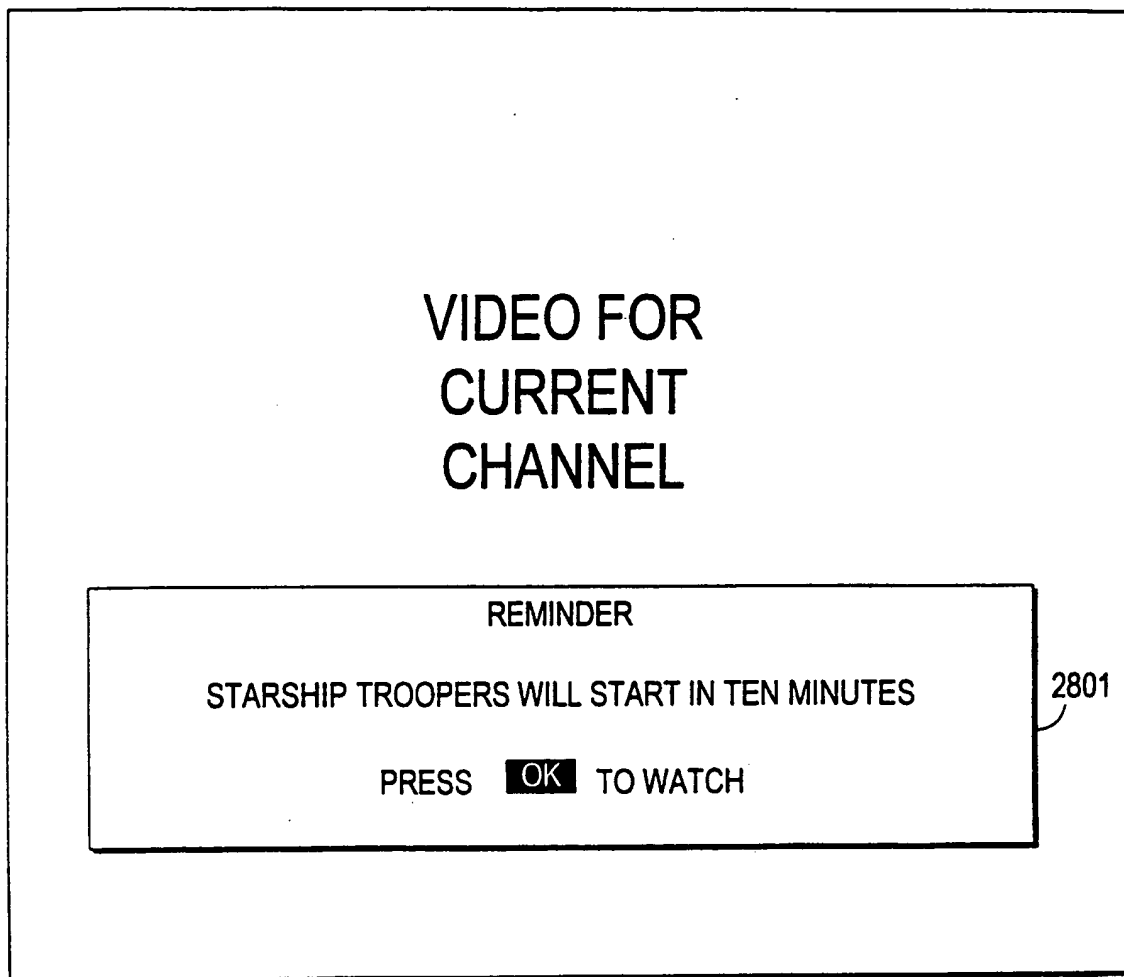 VIDEO FOR
CURRENT
CHANNEL
REMINDER
STARSHIP TROOPERS WILL START IN TEN MINUTES
2801
PRESS OK TO WATCH